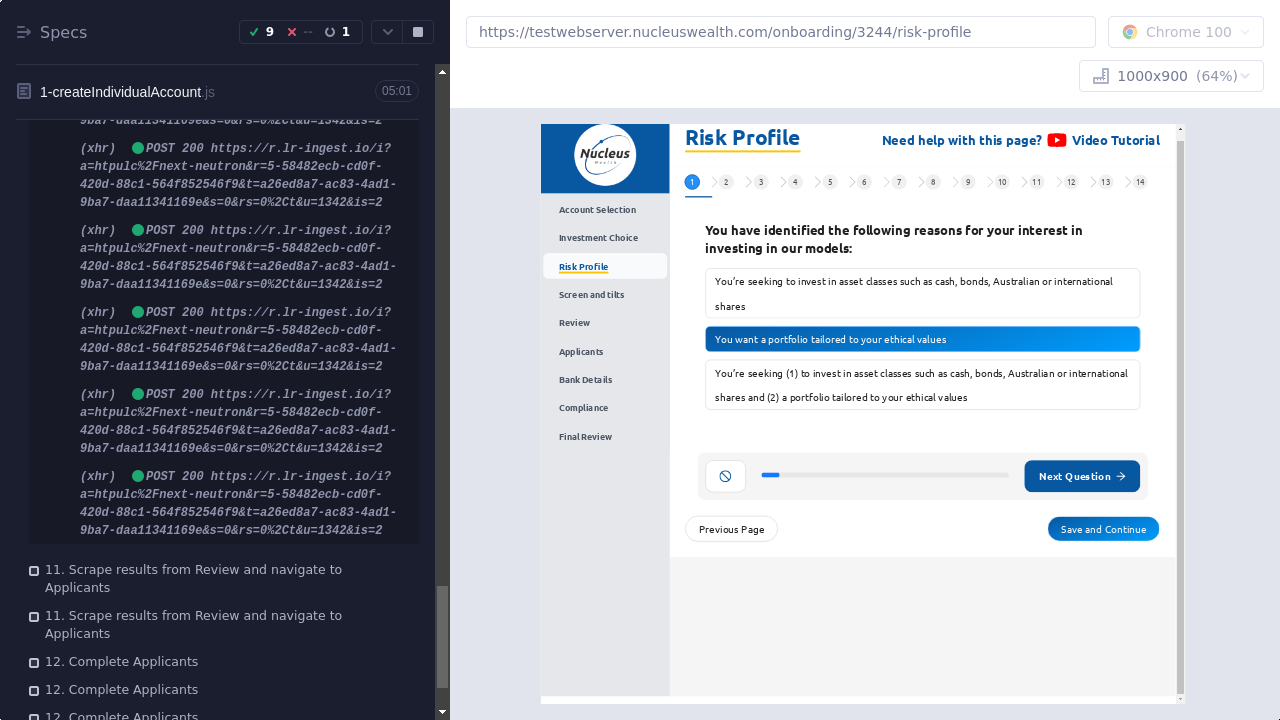 Specs
9
--
1
1-createIndividualAccount.js
05:01
9ba7-daa11341169e&s=0&rs=0%2Ct&u=1342&is=2
(xhr) POST 200 https://r.lr-ingest.io/i?
a=htpulc%2Fnext-neutron&r=5-58482ecb-cd0f-
420d-88c1-564f852546f9&t=a26ed8a7-ac83-4ad1-
9ba7-daa11341169e&s=0&rs=0%2Ct&u=1342&is=2
(xhr) POST 200 https://r.lr-ingest.io/i?
a=htpulc%2Fnext-neutron&r=5-58482ecb-cd0f-
420d-88c1-564f852546f9&t=a26ed8a7-ac83-4ad1-
9ba7-daa11341169e&s=0&rs=0%2Ct&u=1342&is=2
(xhr) POST 200 https://r.lr-ingest.io/i?
a=htpulc%2Fnext-neutron&r=5-58482ecb-cd0f-
420d-88c1-564f852546f9&t=a26ed8a7-ac83-4ad1-
9ba7-daa11341169e&s=0&rs=0%2Ct&u=1342&is=2
(xhr) POST 200 https://r.lr-ingest.io/i?
a=htpulc%2Fnext-neutron&r=5-58482ecb-cd0f-
420d-88c1-564f852546f9&t=a26ed8a7-ac83-4ad1-
9ba7-daa11341169e&s=0&rs=0%2Ct&u=1342&is=2
(xhr) POST 200 https://r.lr-ingest.io/i?
a=htpulc%2Fnext-neutron&r=5-58482ecb-cd0f-
420d-88c1-564f852546f9&t=a26ed8a7-ac83-4ad1-
9ba7-daa11341169e&s=0&rs=0%2Ct&u=1342&is=2
11. Scrape results from Review and navigate to
Applicants
11. Scrape results from Review and navigate to
Applicants
12. Complete Applicants
12. Complete Applicants
12. Complete Applicants
https://testwebserver.nucleuswealth.com/onboarding/3244/risk-profile
Chrome 100
1000x900 (64%)
Nucleus
Wealth
Account Selection
Investment Choice
Risk Profile
Screen and tilts
Review
Applicants
Bank Details
Compliance
Final Review
Risk Profile
Need help with this page? Video Tutorial
1 2 3 4 5 6 7 8 9 10 11 12 13 14
You have identified the following reasons for your interest in
investing in our models:
You're seeking to invest in asset classes such as cash, bonds, Australian or international
shares
You want a portfolio tailored to your ethical values
You're seeking (1) to invest in asset classes such as cash, bonds, Australian or international
shares and (2) a portfolio tailored to your ethical values
Next Question
Previous Page
Save and Continue